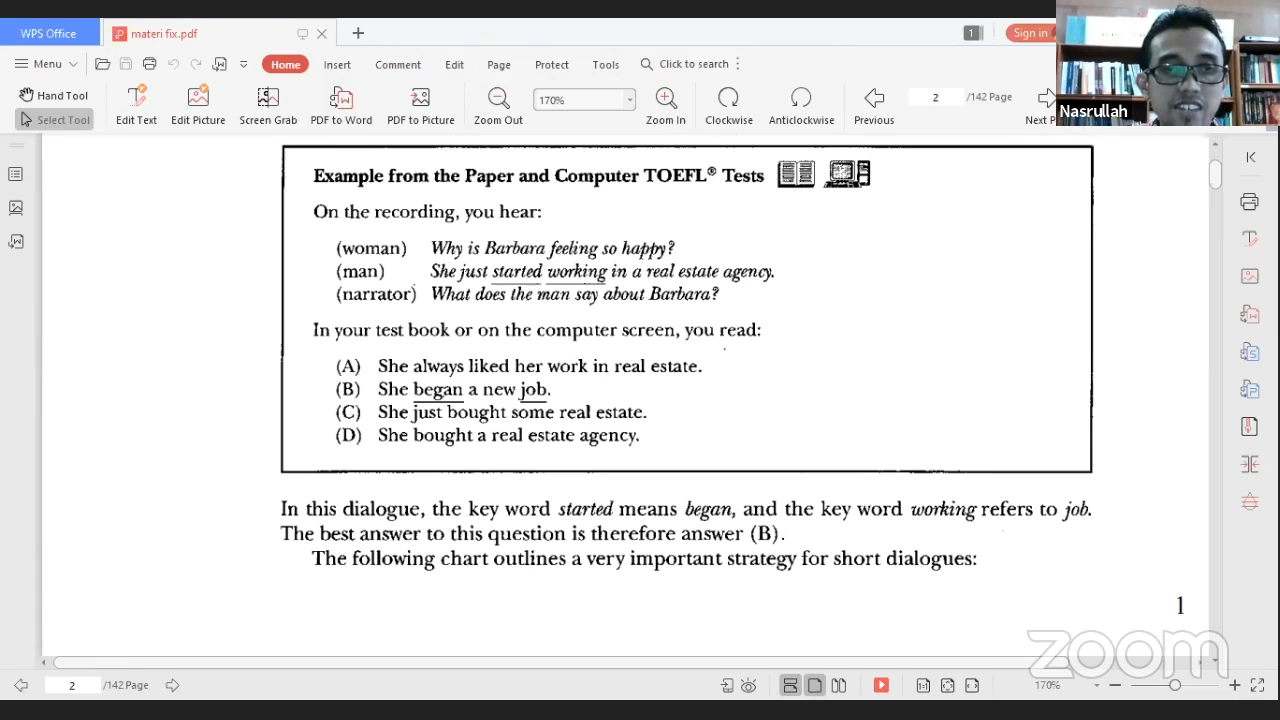 WPS Office
materi fix.pdf
1
Sign in
Menu
Home
Insert
Comment
Edit
Page
Protect
Tools
Click to search
Hand Tool
Select Tool
Edit Text
Edit Picture
Screen Grab
PDF to Word
PDF to Picture
Zoom Out
170%
Zoom In
Clockwise
Anticlockwise
Previous
2 /142 Page
Next P
Nasrullah
Example from the Paper and Computer TOEFL® Tests
On the recording, you hear:
(woman) Why is Barbara feeling so happy?
(man) She just started working in a real estate agency.
(narrator) What does the man say about Barbara?
In your test book or on the computer screen, you read:
(A) She always liked her work in real estate.
(B) She began a new job.
(C) She just bought some real estate.
(D) She bought a real estate agency.
In this dialogue, the key word started means began, and the key word working refers to job.
The best answer to this question is therefore answer (B).
The following chart outlines a very important strategy for short dialogues:
1
zoom
2 /142 Page
170%